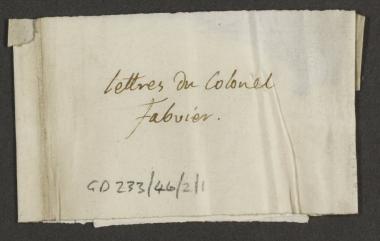 lettres du Colonel
Fabvier.
GD 233/46/2/1